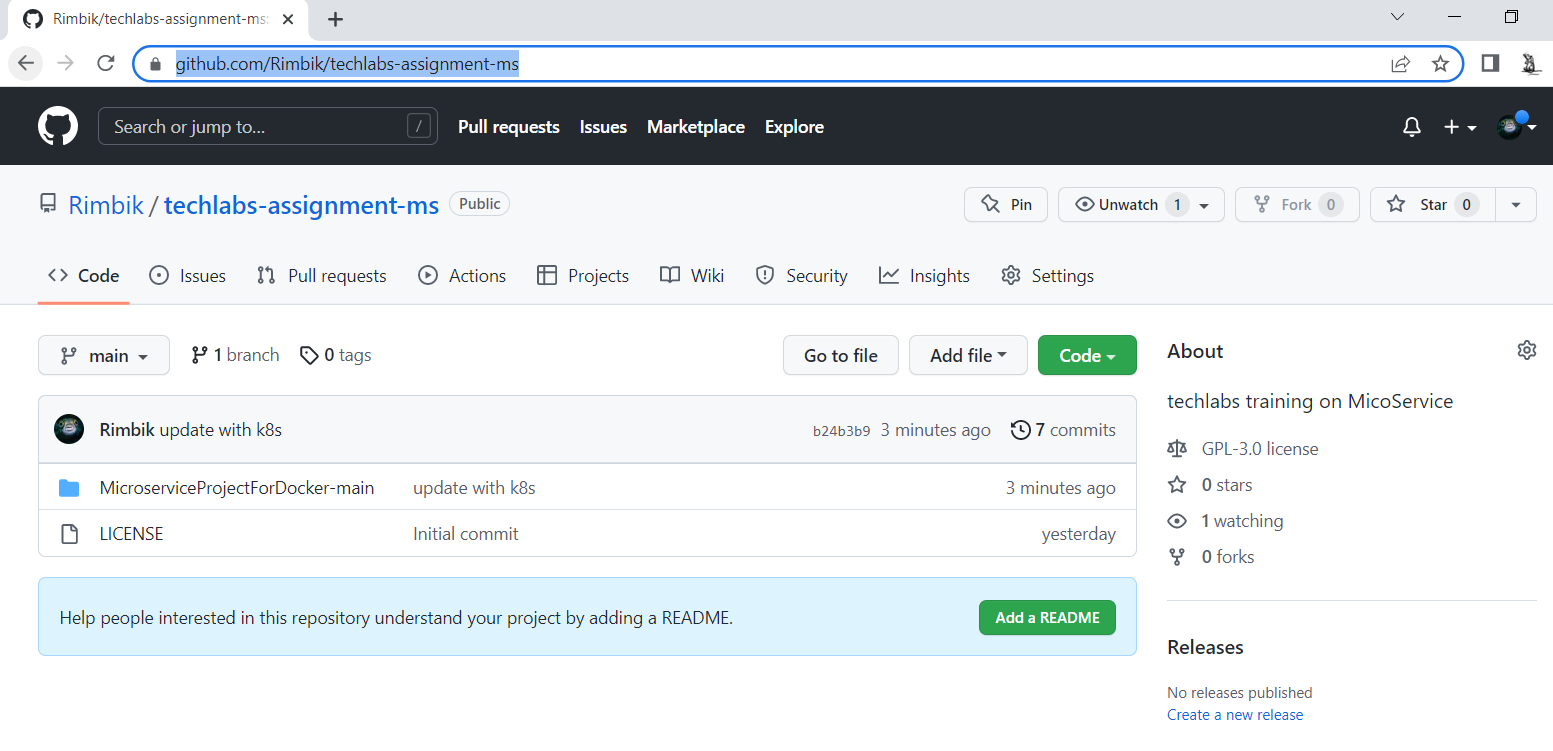 Rimbik/techlabs-assignment-ms:
github.com/Rimbik/techlabs-assignment-ms
Search or jump to... / Pull requests Issues Marketplace Explore
Rimbik / techlabs-assignment-ms Public Pin Unwatch 1 Fork 0 Star 0
Code Issues Pull requests Actions Projects Wiki Security Insights Settings
main 1 branch 0 tags Go to file Add file Code
Rimbik update with k8s b24b3b9 3 minutes ago 7 commits
MicroserviceProjectForDocker-main update with k8s 3 minutes ago
LICENSE Initial commit yesterday
Help people interested in this repository understand your project by adding a README. Add a README
About
techlabs training on MicoService
GPL-3.0 license
0 stars
1 watching
0 forks
Releases
No releases published
Create a new release